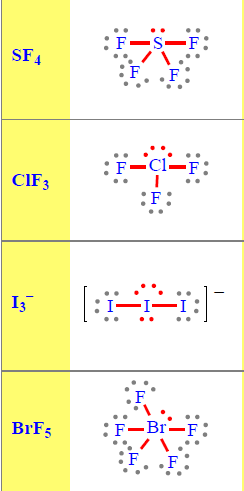 SF₄
F S F
F F
ClF₃
F Cl F
F
I₃⁻
[ I I I ] ⁻
BrF₅
F
F Br F
F F